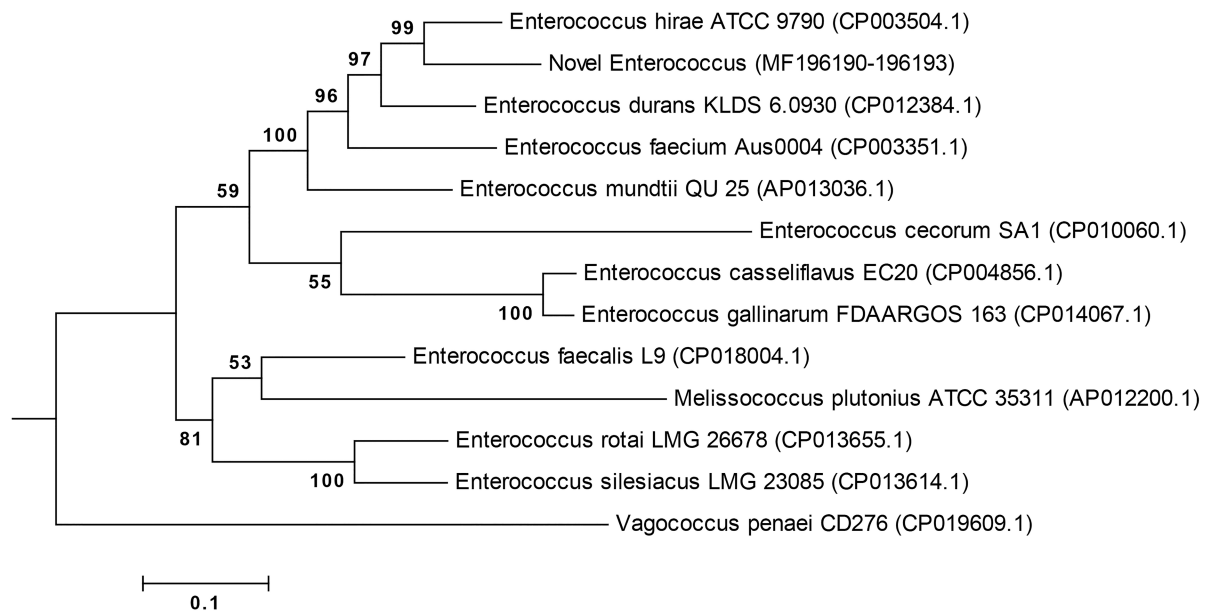 Enterococcus hirae ATCC 9790 (CP003504.1)
99
Novel Enterococcus (MF196190-196193)
97
Enterococcus durans KLDS 6.0930 (CP012384.1)
96
Enterococcus faecium Aus0004 (CP003351.1)
100
Enterococcus mundtii QU 25 (AP013036.1)
59
Enterococcus cecorum SA1 (CP010060.1)
55
Enterococcus casseliflavus EC20 (CP004856.1)
100
Enterococcus gallinarum FDAARGOS 163 (CP014067.1)
Enterococcus faecalis L9 (CP018004.1)
53
Melissococcus plutonius ATCC 35311 (AP012200.1)
81
Enterococcus rotai LMG 26678 (CP013655.1)
100
Enterococcus silesiacus LMG 23085 (CP013614.1)
Vagococcus penaei CD276 (CP019609.1)
0.1